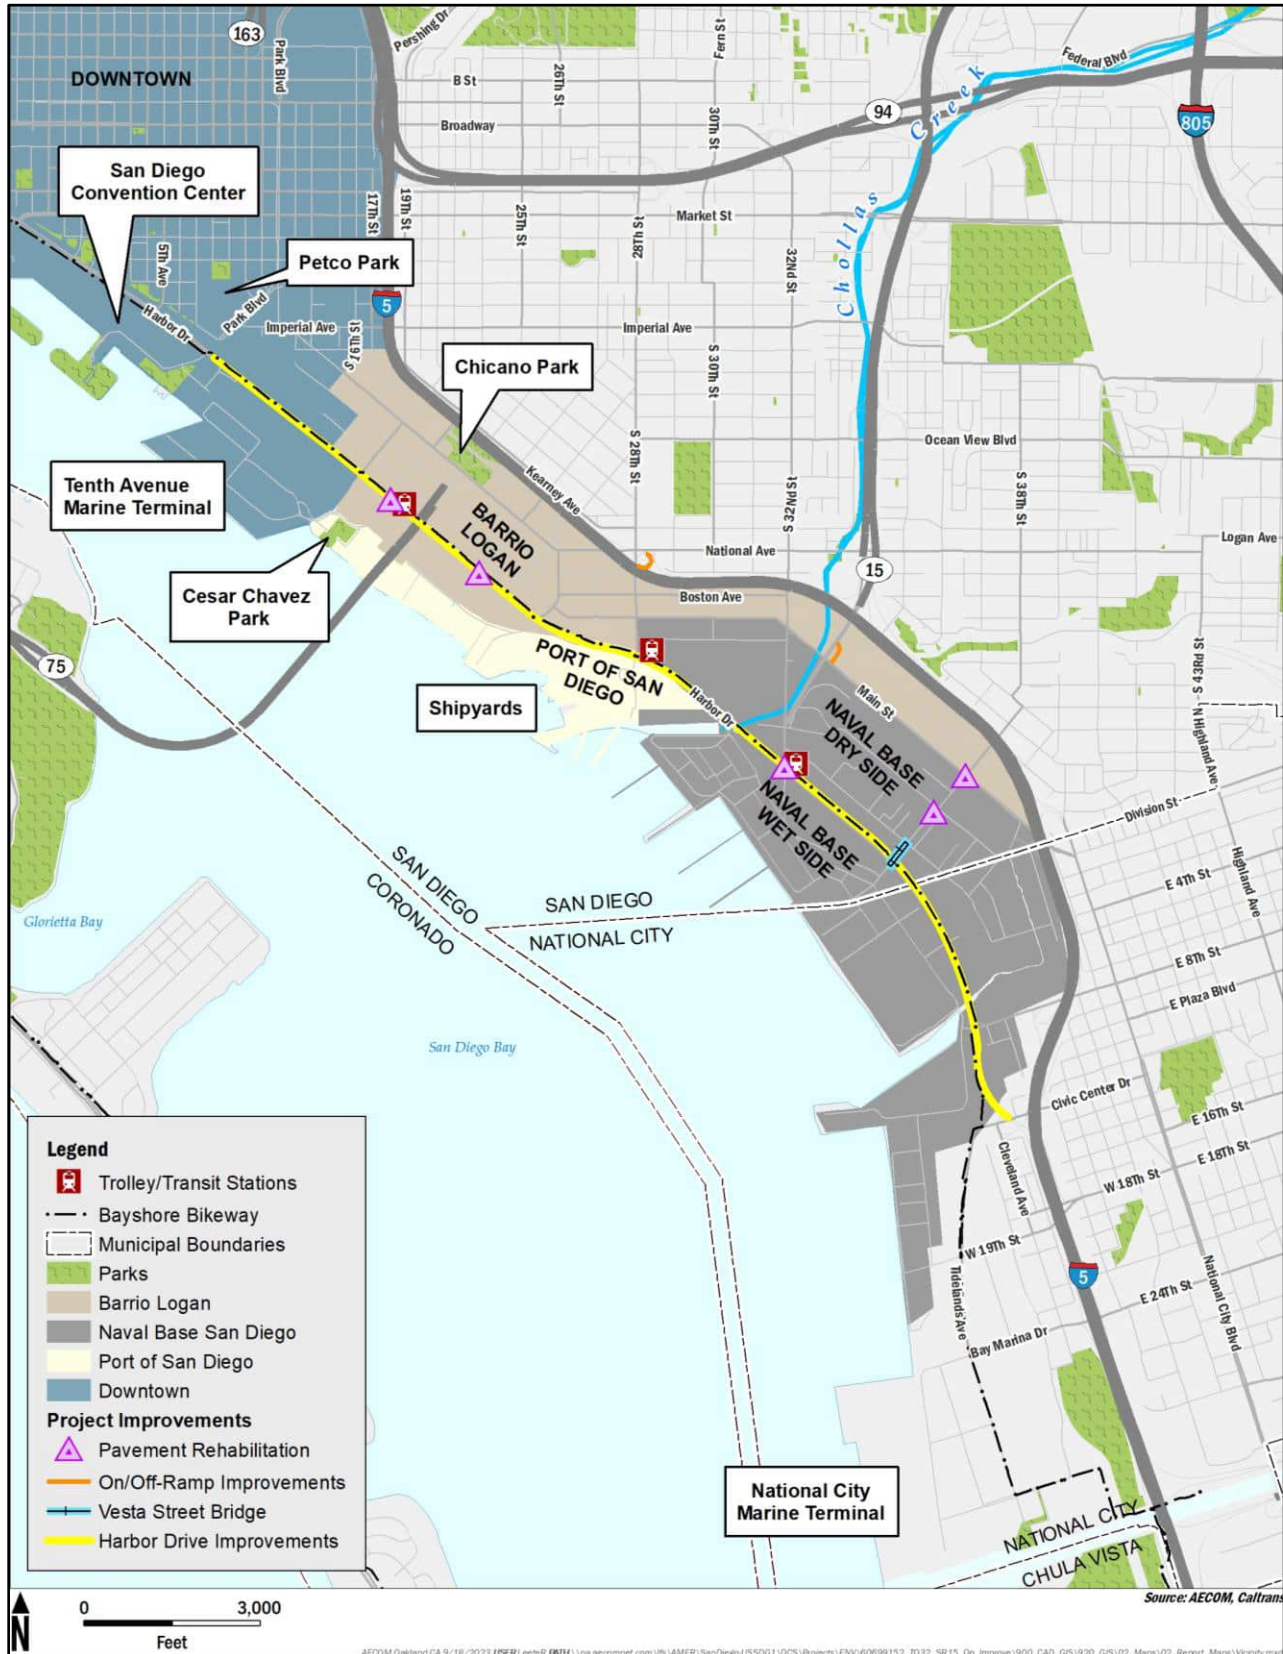 163
Pershing Dr
Park Blvd
Fern St
Federal Blvd
DOWNTOWN
B St
26Th St
94
Creek
805
Broadway
30Th St
San Diego
Convention Center
17Th St
19Th St
25Th St
28Th St
Market St
Chollas
5Th Ave
Petco Park
32Nd St
5
Harbor Dr
Park Blvd
Imperial Ave
S 16Th St
Imperial Ave
S 30Th St
Chicano Park
S 28Th St
Ocean View Blvd
Tenth Avenue
Marine Terminal
Kearney Ave
S 32Nd St
S 38Th St
BARRIO
LOGAN
National Ave
Logan Ave
Cesar Chavez
Park
15
Boston Ave
75
PORT OF SAN
DIEGO
S 43Rd St
N Highland Ave
Shipyards
Harbor Dr
Main St
NAVAL BASE
DRY SIDE
NAVAL BASE
WET SIDE
Division St
SAN DIEGO
CORONADO
SAN DIEGO
NATIONAL CITY
E 4Th St
Highland Ave
Glorietta Bay
E 8Th St
E Plaza Blvd
San Diego Bay
Civic Center Dr
E 16Th St
Cleveland Ave
W 18Th St
E 18Th St
W 19Th St
Tidelands Ave
5
E 24Th St
National City Blvd
Bay Marina Dr
Legend
Trolley/Transit Stations
Bayshore Bikeway
Municipal Boundaries
Parks
Barrio Logan
Naval Base San Diego
Port of San Diego
Downtown
Project Improvements
Pavement Rehabilitation
On/Off-Ramp Improvements
Vesta Street Bridge
Harbor Drive Improvements
National City
Marine Terminal
NATIONAL CITY
CHULA VISTA
N
0 3,000
Feet
Source: AECOM, Caltrans
AECOM Oakland CA 9/18/2023